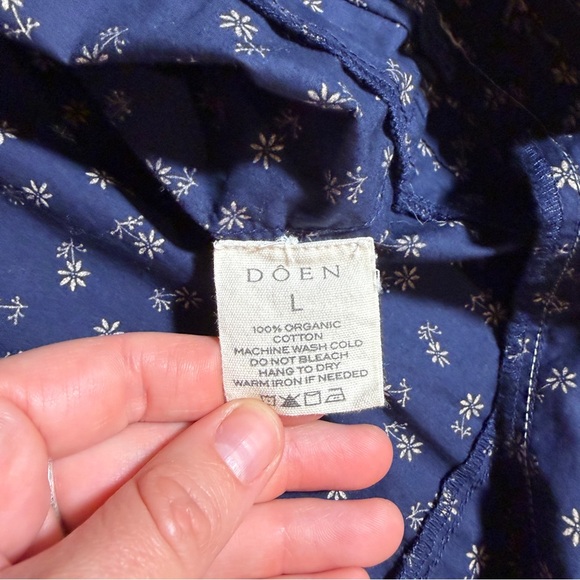 DÔEN
L
100% ORGANIC
COTTON
MACHINE WASH COLD
DO NOT BLEACH
HANG TO DRY
WARM IRON IF NEEDED